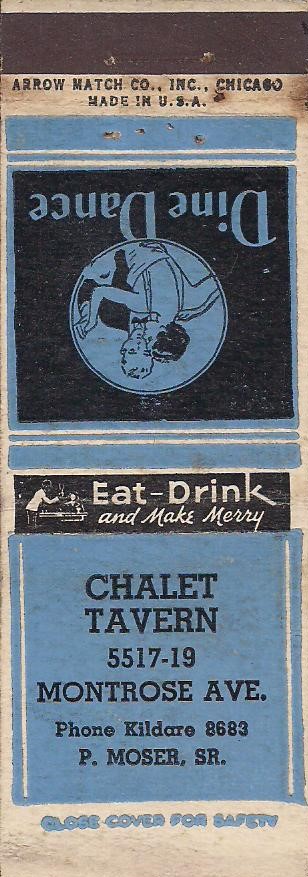 ARROW MATCH CO., INC., CHICAGO
MADE IN U.S.A.
Dine Dance
Eat-Drink
and Make Merry
CHALET
TAVERN
5517-19
MONTROSE AVE.
Phone Kildare 8683
P. MOSER, SR.
CLOSE COVER FOR SAFETY